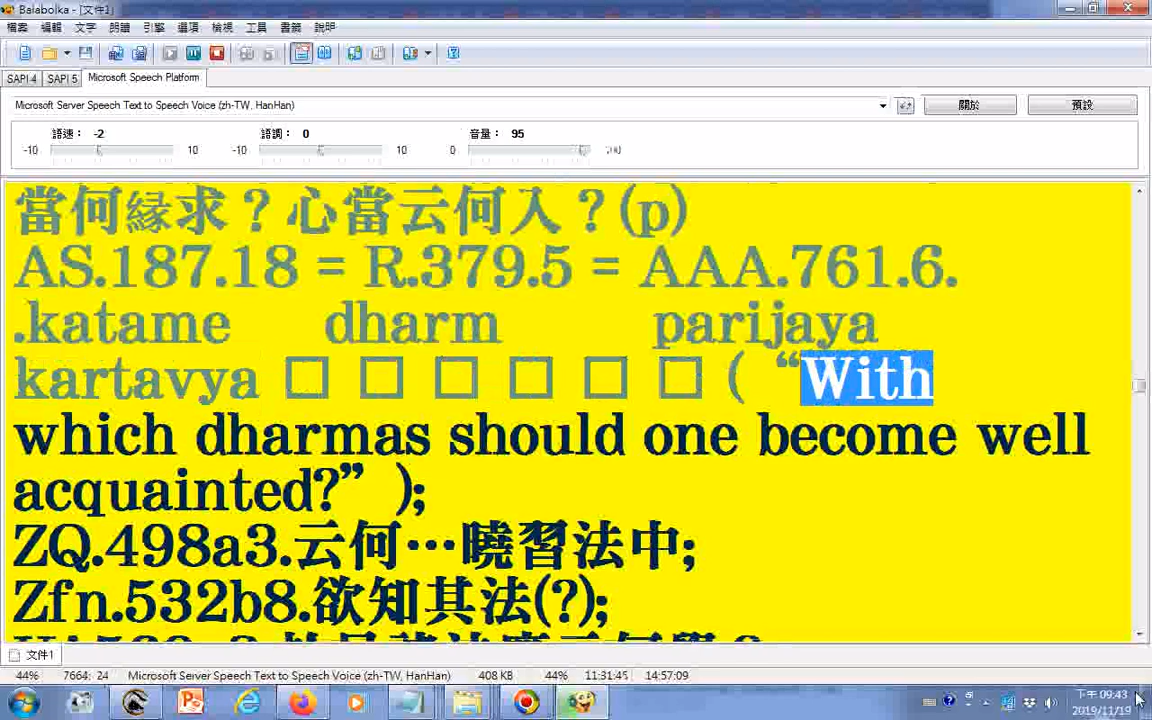 Balabolka - [文件1]
檔案 編輯 文字 朗讀 引擎 選項 檢視 工具 書籤 說明
SAPI 4 SAPI 5 Microsoft Speech Platform
Microsoft Server Speech Text to Speech Voice (zh-TW, HanHan) 關於 預設
語速： -2 語調： 0 音量： 95
-10 10 -10 10 0 100
當何緣求？心當云何入？(p)
AS.187.18 = R.379.5 = AAA.761.6.
.katame dharm parijaya
kartavya □ □ □ □ □ □ ( “With
which dharmas should one become well
acquainted?” );
ZQ.498a3.云何…曉習法中;
Zfn.532b8.欲知其法(?);
文件1
44% 7664: 24 Microsoft Server Speech Text to Speech Voice (zh-TW, HanHan) 408 KB 44% 11:31:45 14:57:09
下午 09:43
2019/11/19